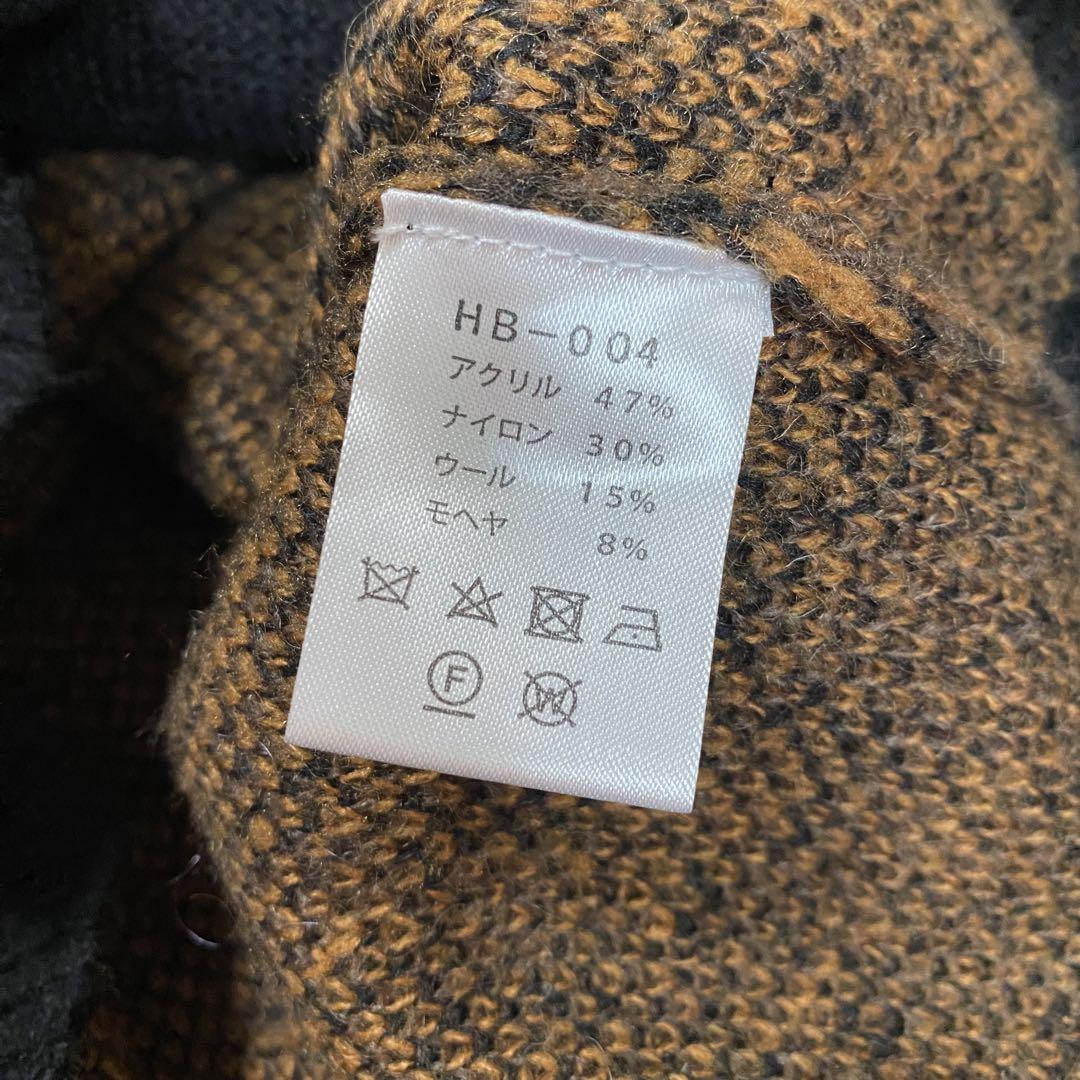 HB-004
アクリル 47%
ナイロン 30%
ウール 15%
モヘヤ 8%
F W